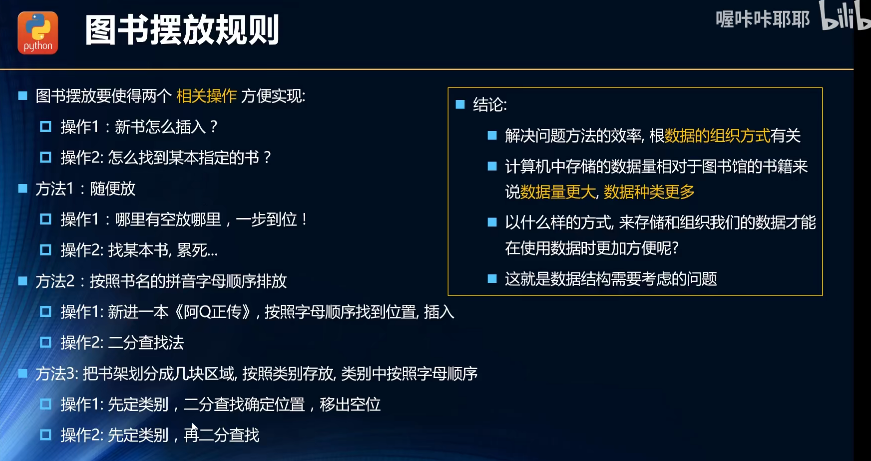 python
图书摆放规则
喔咔咔耶耶
bilib
图书摆放要使得两个 相关操作 方便实现:
操作1：新书怎么插入？
操作2: 怎么找到某本指定的书？
方法1：随便放
操作1：哪里有空放哪里，一步到位！
操作2: 找某本书, 累死...
方法2：按照书名的拼音字母顺序排放
操作1: 新进一本《阿Q正传》, 按照字母顺序找到位置, 插入
操作2: 二分查找法
方法3: 把书架划分成几块区域, 按照类别存放, 类别中按照字母顺序
操作1: 先定类别，二分查找确定位置，移出空位
操作2: 先定类别，再二分查找
结论:
解决问题方法的效率, 根数据的组织方式有关
计算机中存储的数据量相对于图书馆的书籍来
说数据量更大, 数据种类更多
以什么样的方式, 来存储和组织我们的数据才能
在使用数据时更加方便呢?
这就是数据结构需要考虑的问题